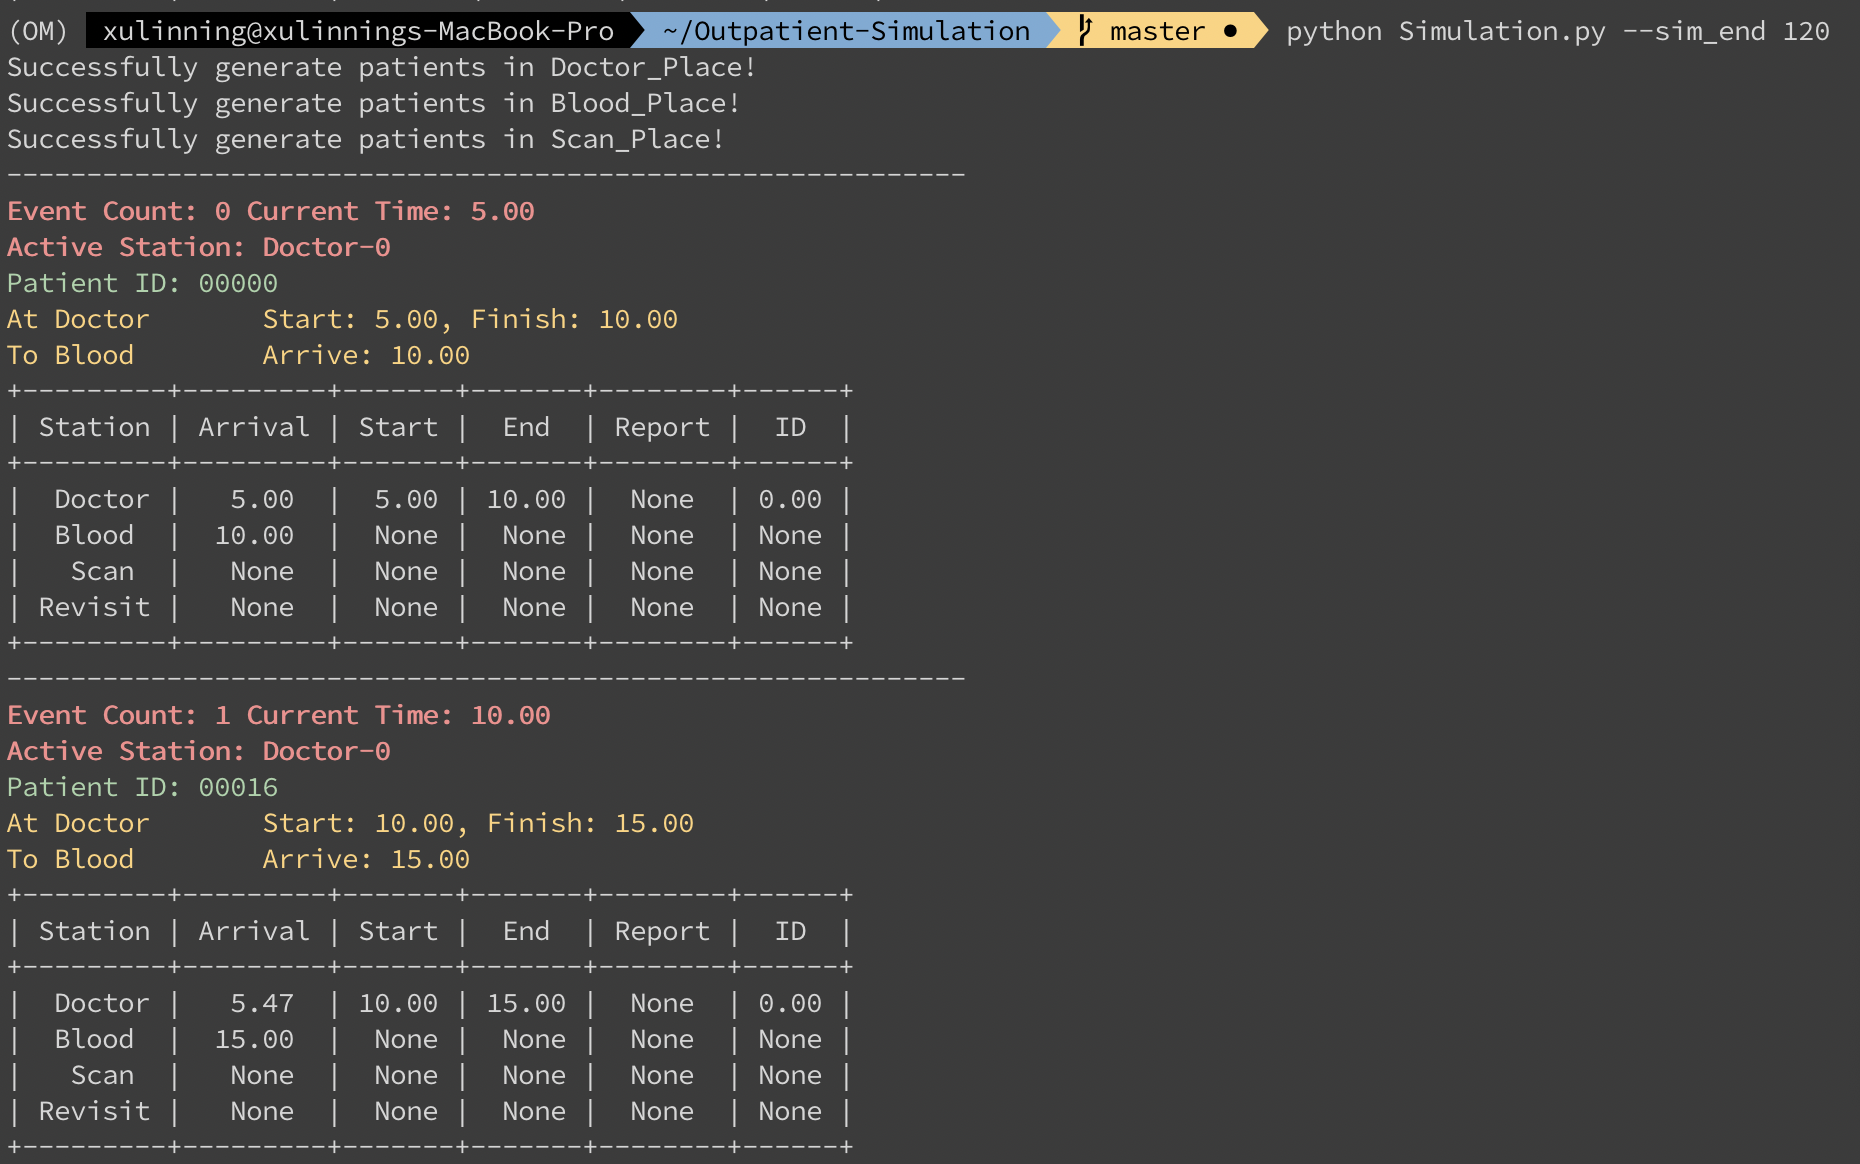 (OM) xulinning@xulinnings-MacBook-Pro ~/Outpatient-Simulation master ● python Simulation.py --sim_end 120
Successfully generate patients in Doctor_Place!
Successfully generate patients in Blood_Place!
Successfully generate patients in Scan_Place!
------------------------------------------------------------
Event Count: 0 Current Time: 5.00
Active Station: Doctor-0
Patient ID: 00000
At Doctor       Start: 5.00, Finish: 10.00
To Blood        Arrive: 10.00
+---------+---------+-------+-------+--------+------+
| Station | Arrival | Start |  End  | Report |  ID  |
+---------+---------+-------+-------+--------+------+
|  Doctor |   5.00  |  5.00 | 10.00 |  None  | 0.00 |
|  Blood  |  10.00  |  None |  None |  None  | None |
|   Scan  |   None  |  None |  None |  None  | None |
| Revisit |   None  |  None |  None |  None  | None |
+---------+---------+-------+-------+--------+------+
------------------------------------------------------------
Event Count: 1 Current Time: 10.00
Active Station: Doctor-0
Patient ID: 00016
At Doctor       Start: 10.00, Finish: 15.00
To Blood        Arrive: 15.00
+---------+---------+-------+-------+--------+------+
| Station | Arrival | Start |  End  | Report |  ID  |
+---------+---------+-------+-------+--------+------+
|  Doctor |   5.47  | 10.00 | 15.00 |  None  | 0.00 |
|  Blood  |  15.00  |  None |  None |  None  | None |
|   Scan  |   None  |  None |  None |  None  | None |
| Revisit |   None  |  None |  None |  None  | None |
+---------+---------+-------+-------+--------+------+